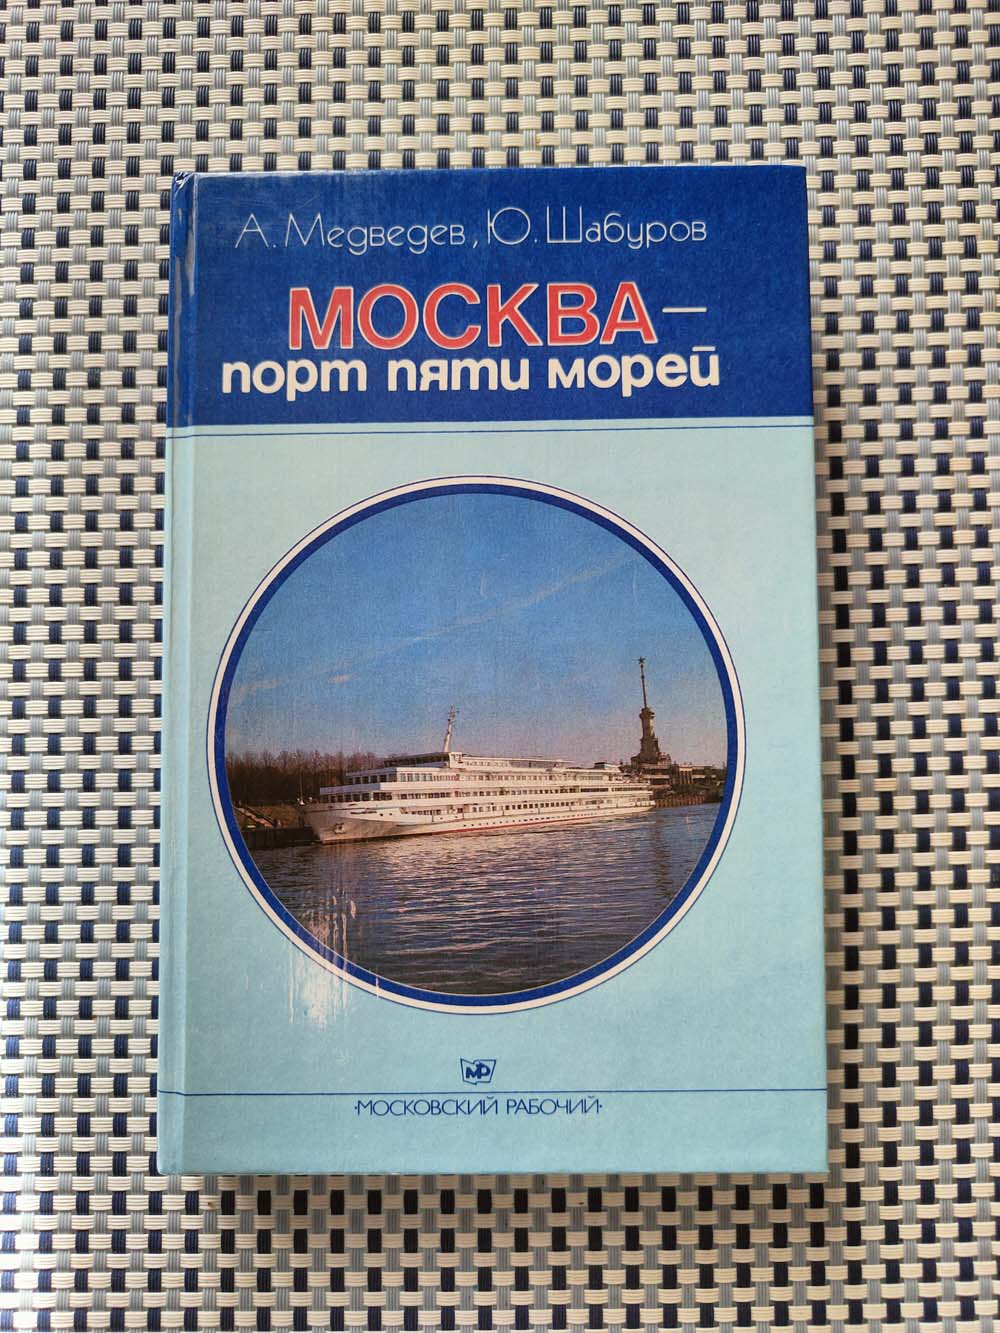 А. Медведев, Ю. Шабуров
МОСКВА –
порт пяти морей
МР
·МОСКОВСКИЙ РАБОЧИЙ·